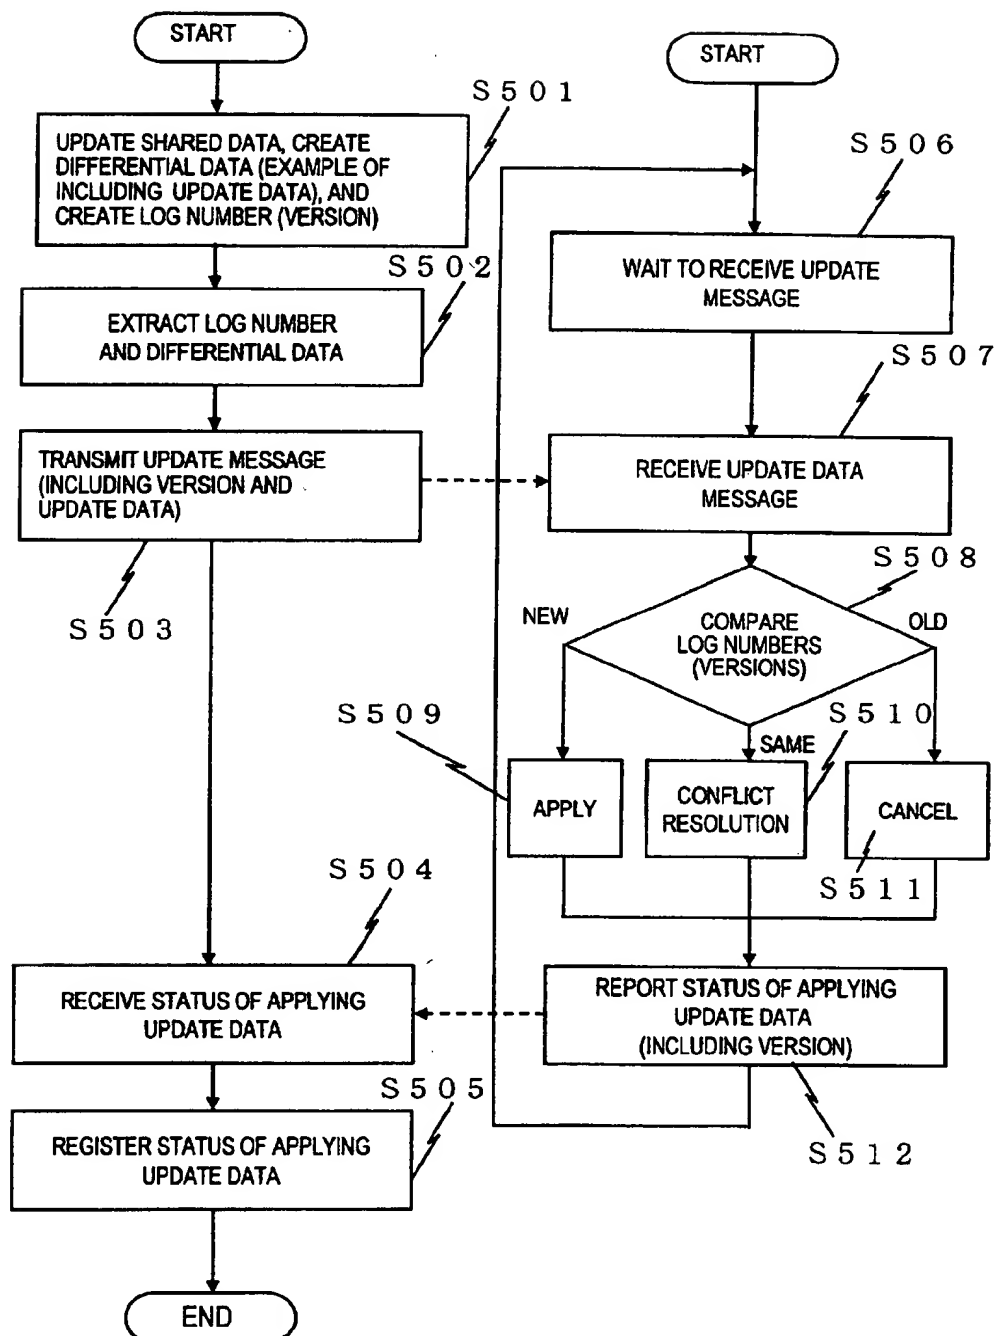 START
S501
UPDATE SHARED DATA, CREATE
DIFFERENTIAL DATA (EXAMPLE OF
INCLUDING UPDATE DATA), AND
CREATE LOG NUMBER (VERSION)
S502
EXTRACT LOG NUMBER
AND DIFFERENTIAL DATA
TRANSMIT UPDATE MESSAGE
(INCLUDING VERSION AND
UPDATE DATA)
S503
S504
RECEIVE STATUS OF APPLYING
UPDATE DATA
S505
REGISTER STATUS OF APPLYING
UPDATE DATA
END
START
S506
WAIT TO RECEIVE UPDATE
MESSAGE
S507
RECEIVE UPDATE DATA
MESSAGE
S508
NEW
COMPARE
LOG NUMBERS
(VERSIONS)
OLD
SAME
S509
APPLY
S510
CONFLICT
RESOLUTION
CANCEL
S511
REPORT STATUS OF APPLYING
UPDATE DATA
(INCLUDING VERSION)
S512